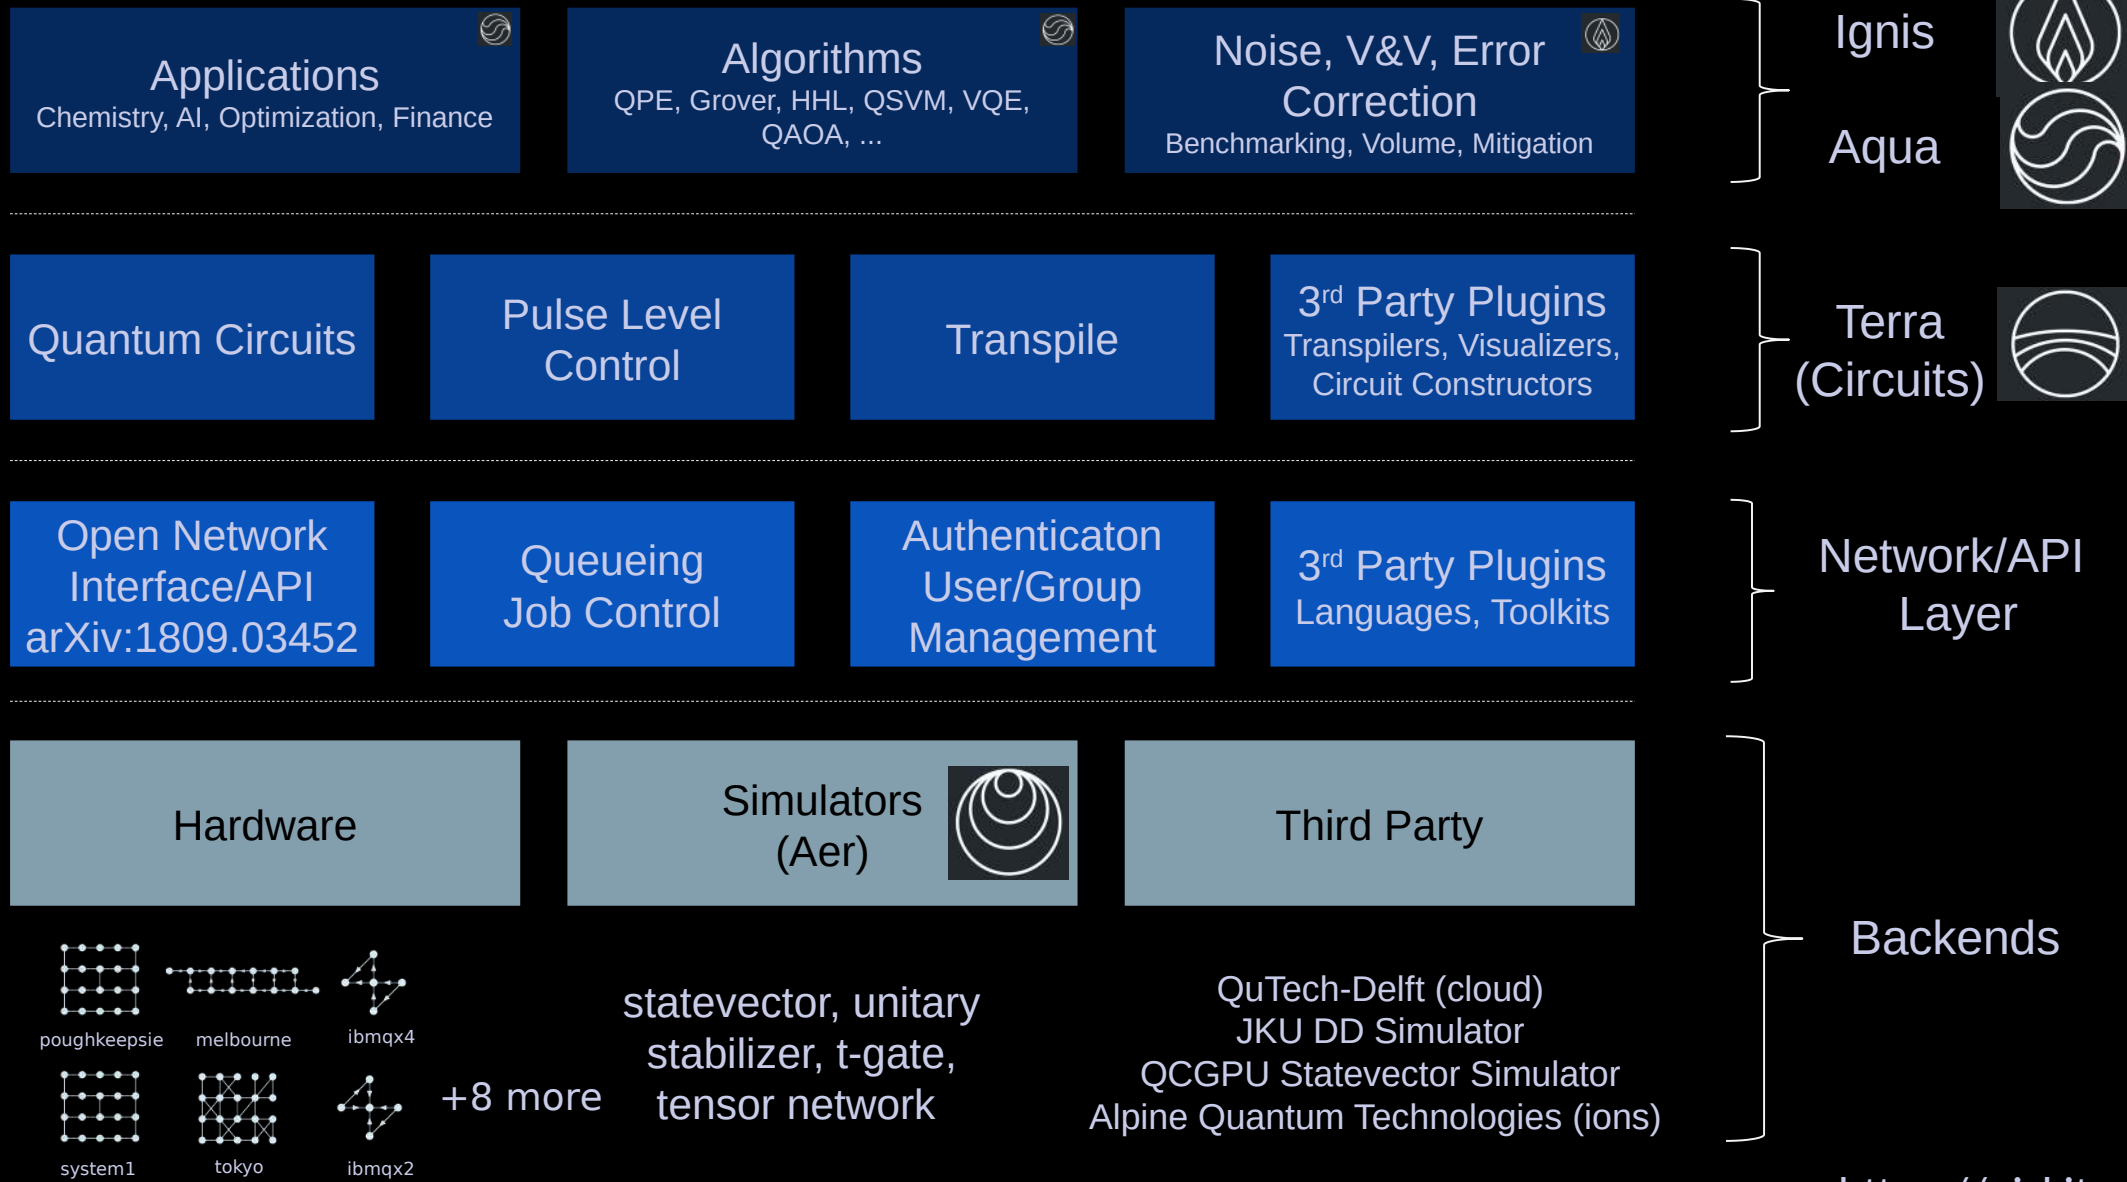 Applications
Chemistry, AI, Optimization, Finance
Algorithms
QPE, Grover, HHL, QSVM, VQE,
QAOA, ...
Noise, V&V, Error
Correction
Benchmarking, Volume, Mitigation
Ignis
Aqua
Quantum Circuits
Pulse Level
Control
Transpile
3rd Party Plugins
Transpilers, Visualizers,
Circuit Constructors
Terra
(Circuits)
Open Network
Interface/API
arXiv:1809.03452
Queueing
Job Control
Authenticaton
User/Group
Management
3rd Party Plugins
Languages, Toolkits
Network/API
Layer
Hardware
Simulators
(Aer)
Third Party
Backends
poughkeepsie
melbourne
ibmqx4
system1
tokyo
ibmqx2
+8 more
statevector, unitary
stabilizer, t-gate,
tensor network
QuTech-Delft (cloud)
JKU DD Simulator
QCGPU Statevector Simulator
Alpine Quantum Technologies (ions)